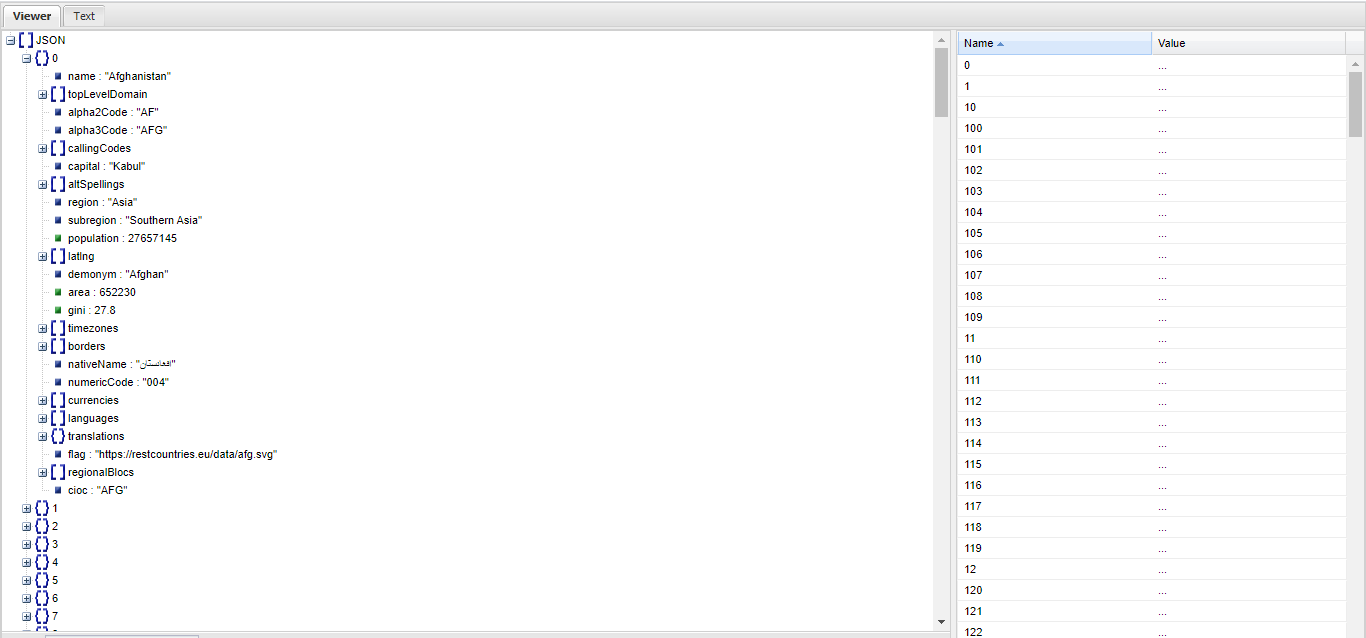 Viewer Text
JSON
0
name : "Afghanistan"
topLevelDomain
alpha2Code : "AF"
alpha3Code : "AFG"
callingCodes
capital : "Kabul"
altSpellings
region : "Asia"
subregion : "Southern Asia"
population : 27657145
latlng
demonym : "Afghan"
area : 652230
gini : 27.8
timezones
borders
nativeName : "افغانستان"
numericCode : "004"
currencies
languages
translations
flag : "https://restcountries.eu/data/afg.svg"
regionalBlocs
cioc : "AFG"
1
2
3
4
5
6
7
Name Value
0 ...
1 ...
10 ...
100 ...
101 ...
102 ...
103 ...
104 ...
105 ...
106 ...
107 ...
108 ...
109 ...
11 ...
110 ...
111 ...
112 ...
113 ...
114 ...
115 ...
116 ...
117 ...
118 ...
119 ...
12 ...
120 ...
121 ...
122 ...